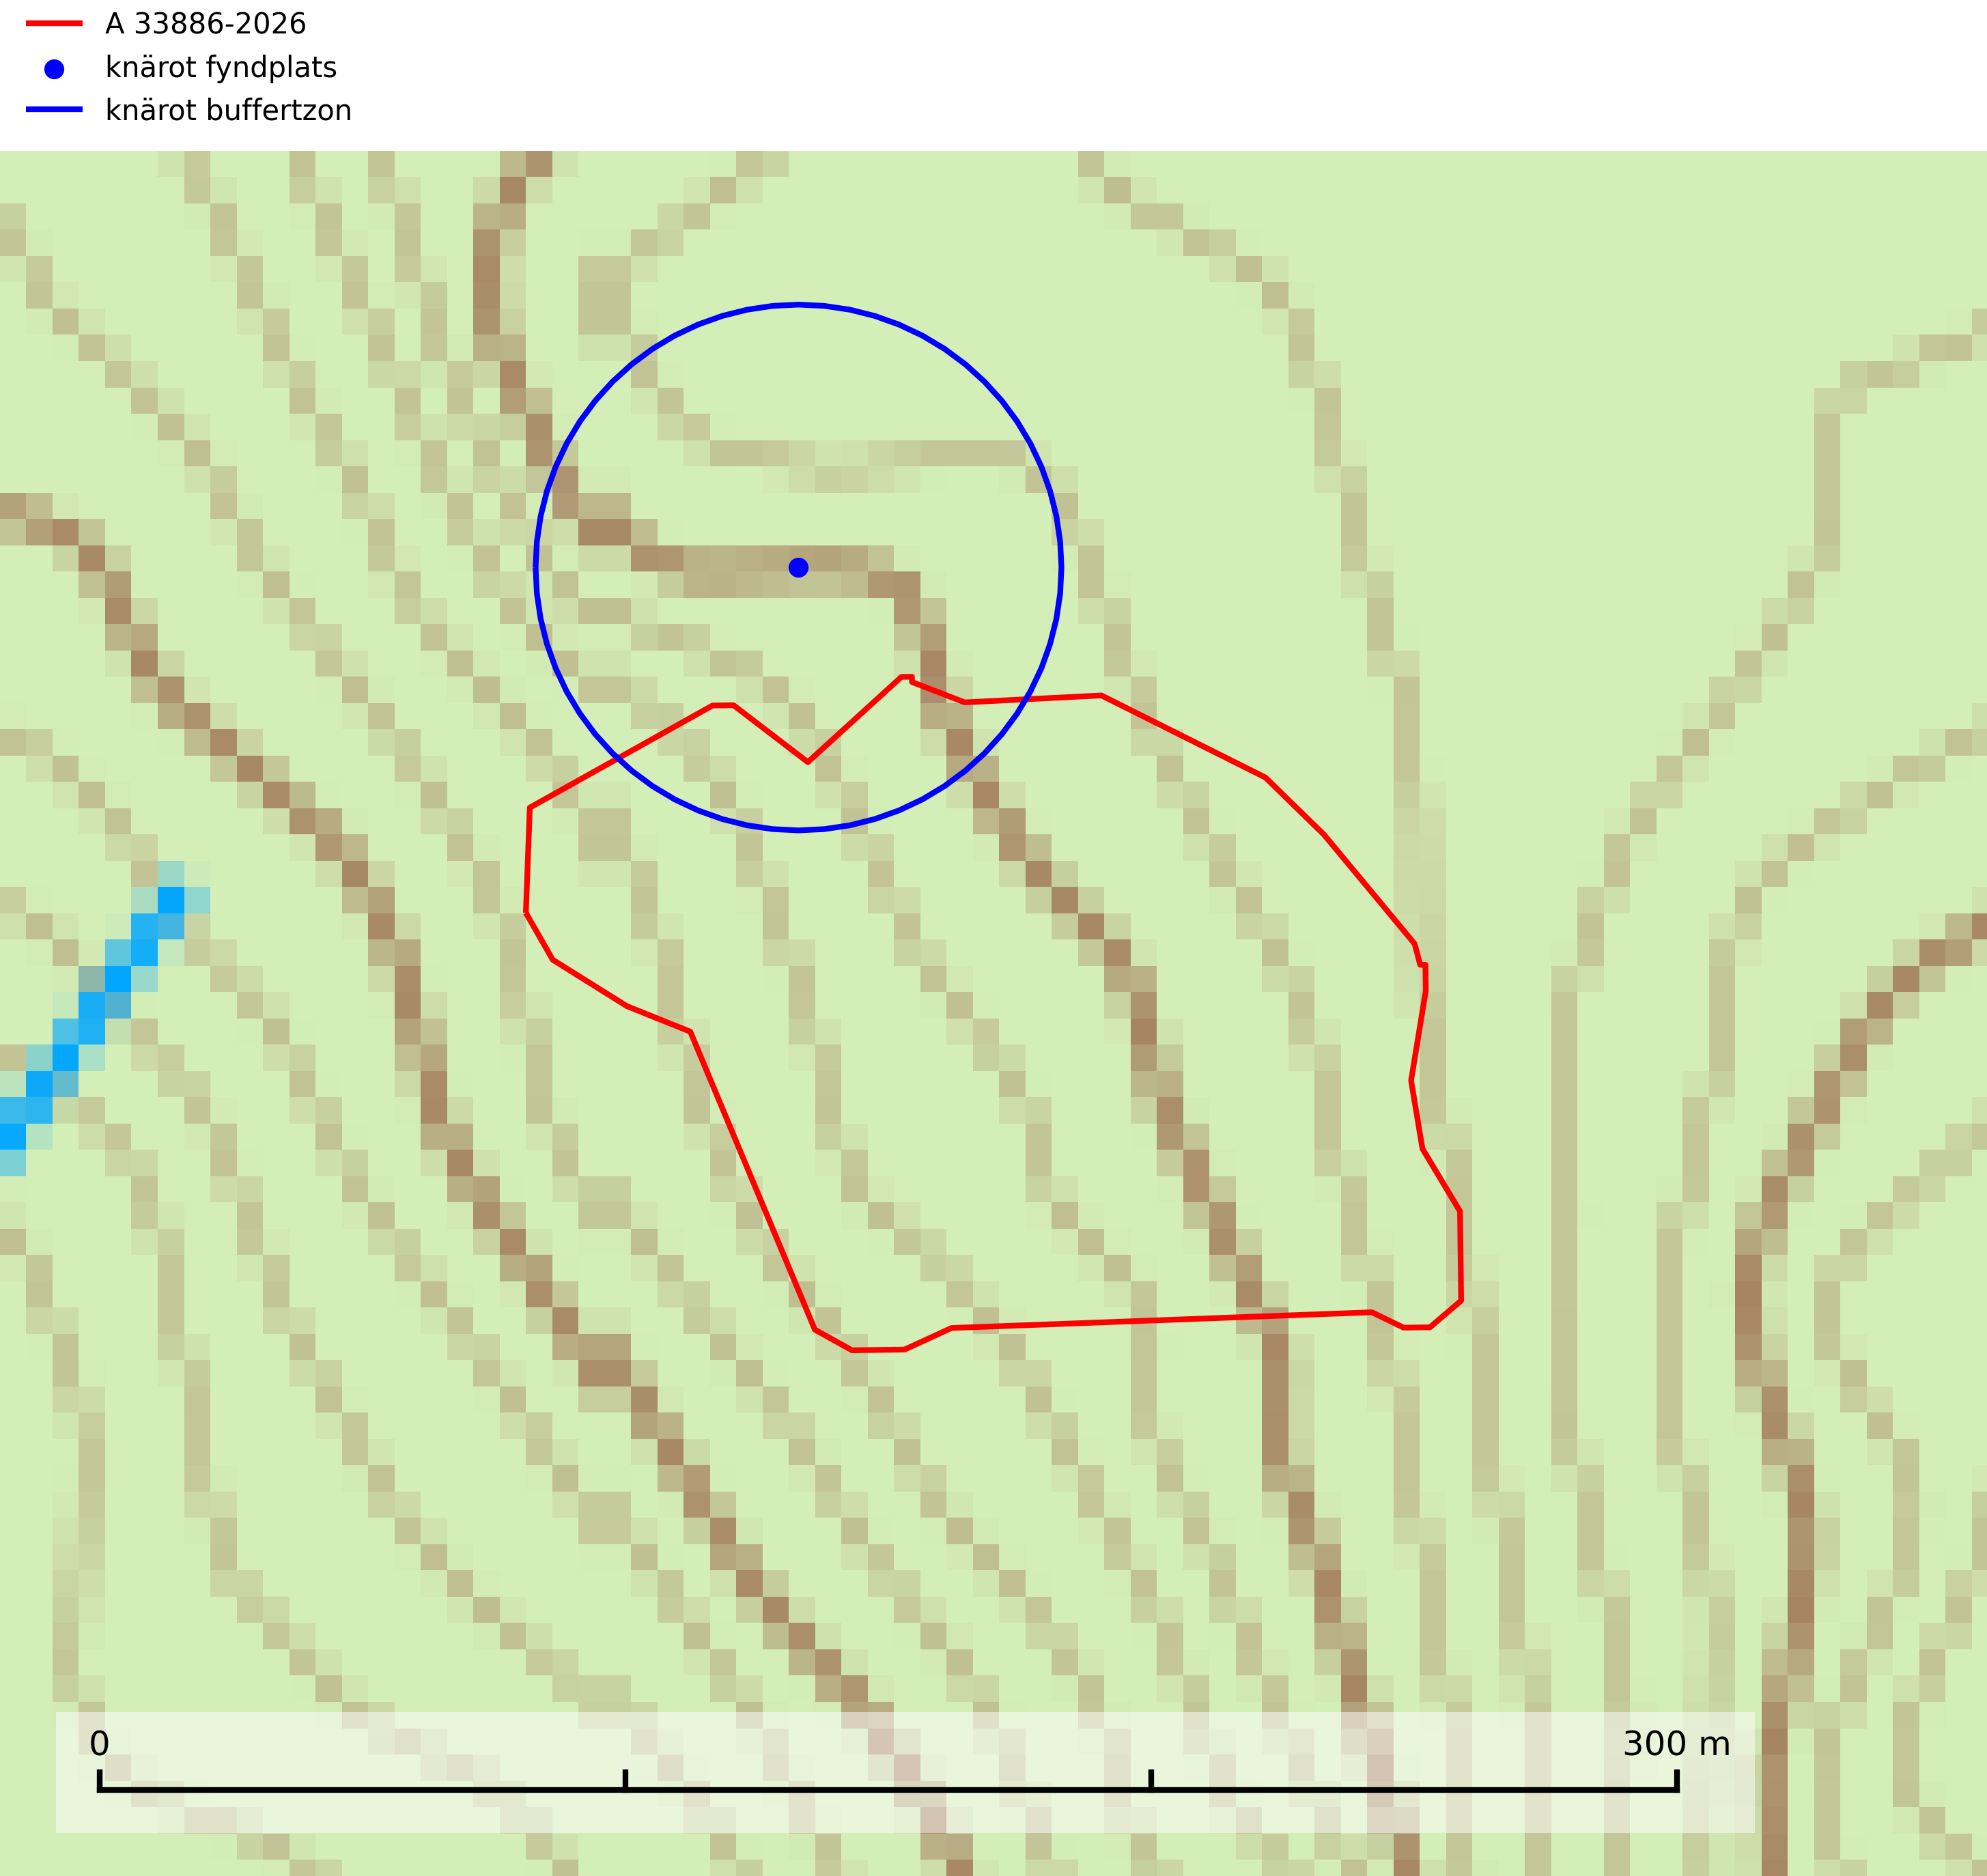 A 33886-2026
knärot fyndplats
knärot buffertzon
0
300 m